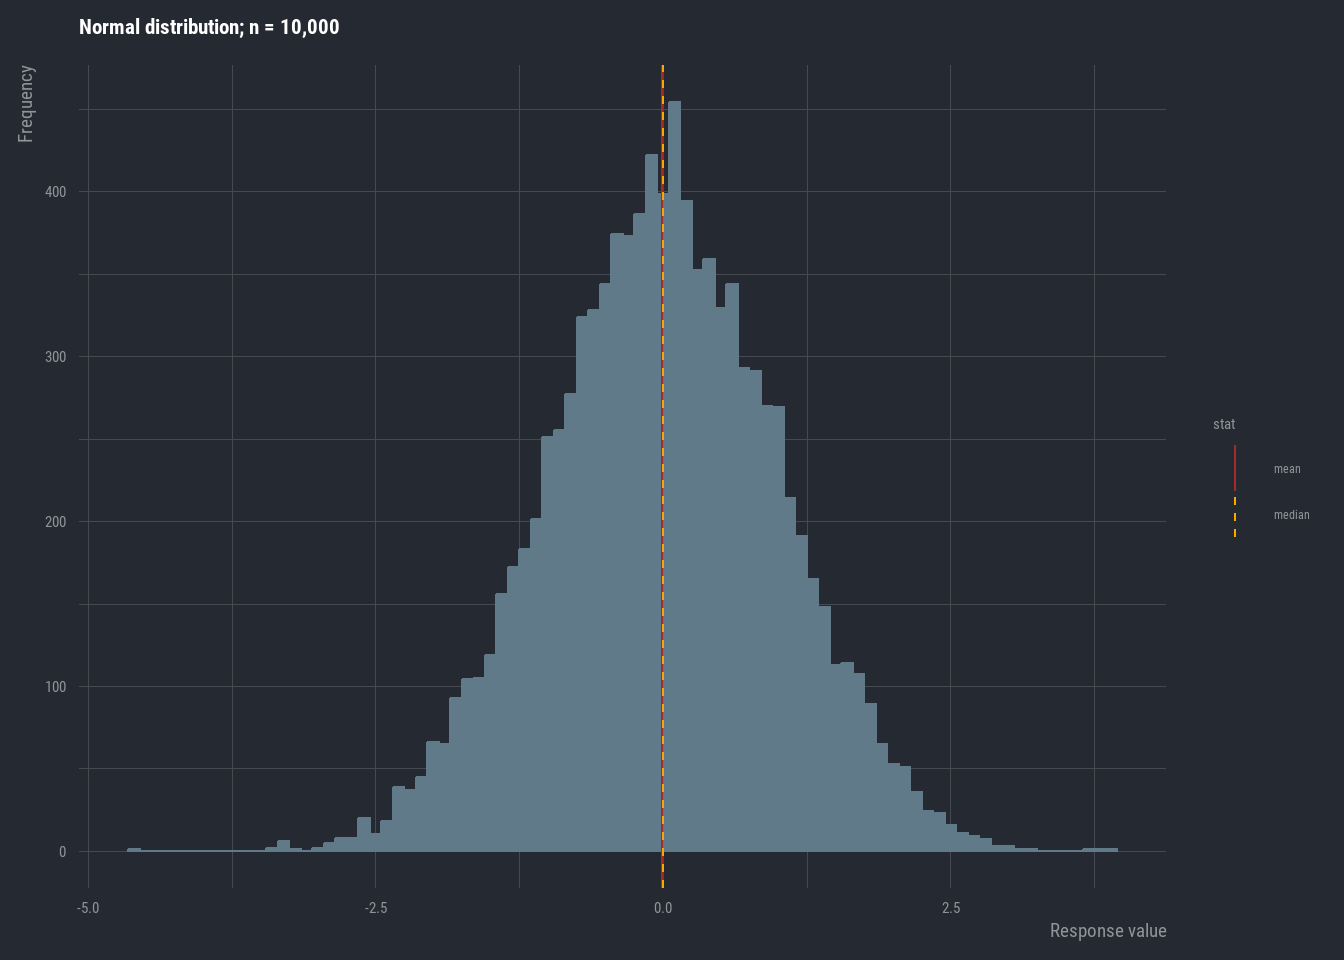 Normal distribution; n = 10,000
Frequency
400
300
200
100
0
-5.0
-2.5
0.0
2.5
Response value
stat
mean
median